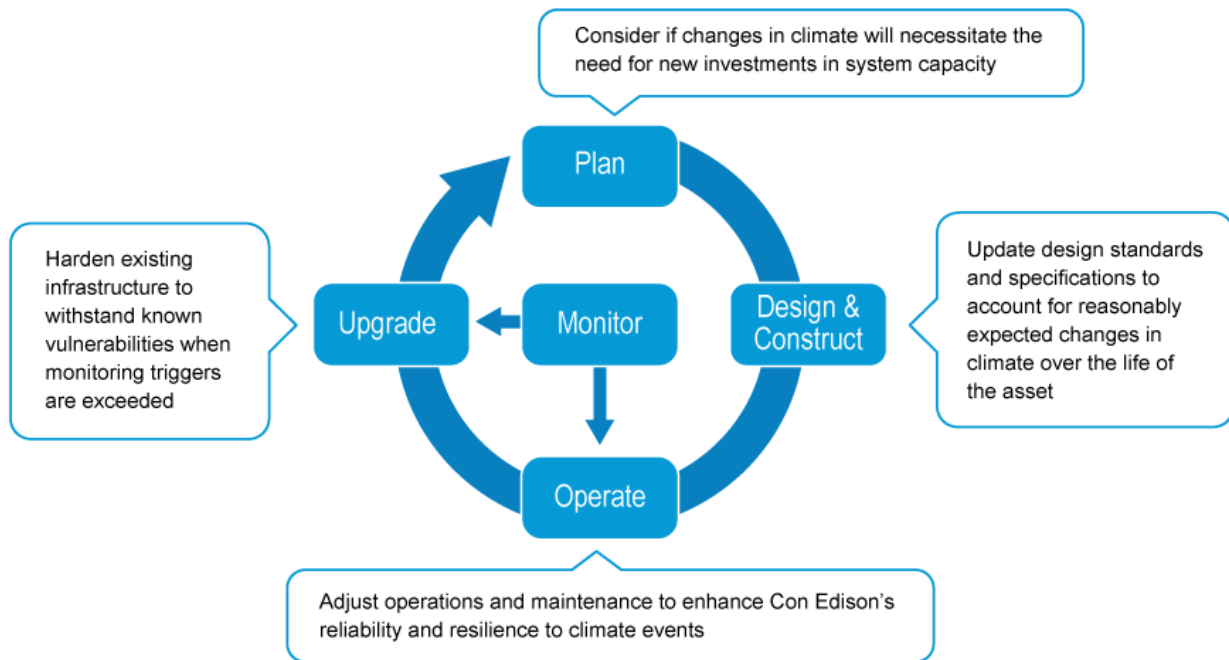 Consider if changes in climate will necessitate the
need for new investments in system capacity
Plan
Harden existing
infrastructure to
withstand known
vulnerabilities when
monitoring triggers
are exceeded
Upgrade
Monitor
Design &
Construct
Update design standards
and specifications to
account for reasonably
expected changes in
climate over the life of
the asset
Operate
Adjust operations and maintenance to enhance Con Edison’s
reliability and resilience to climate events